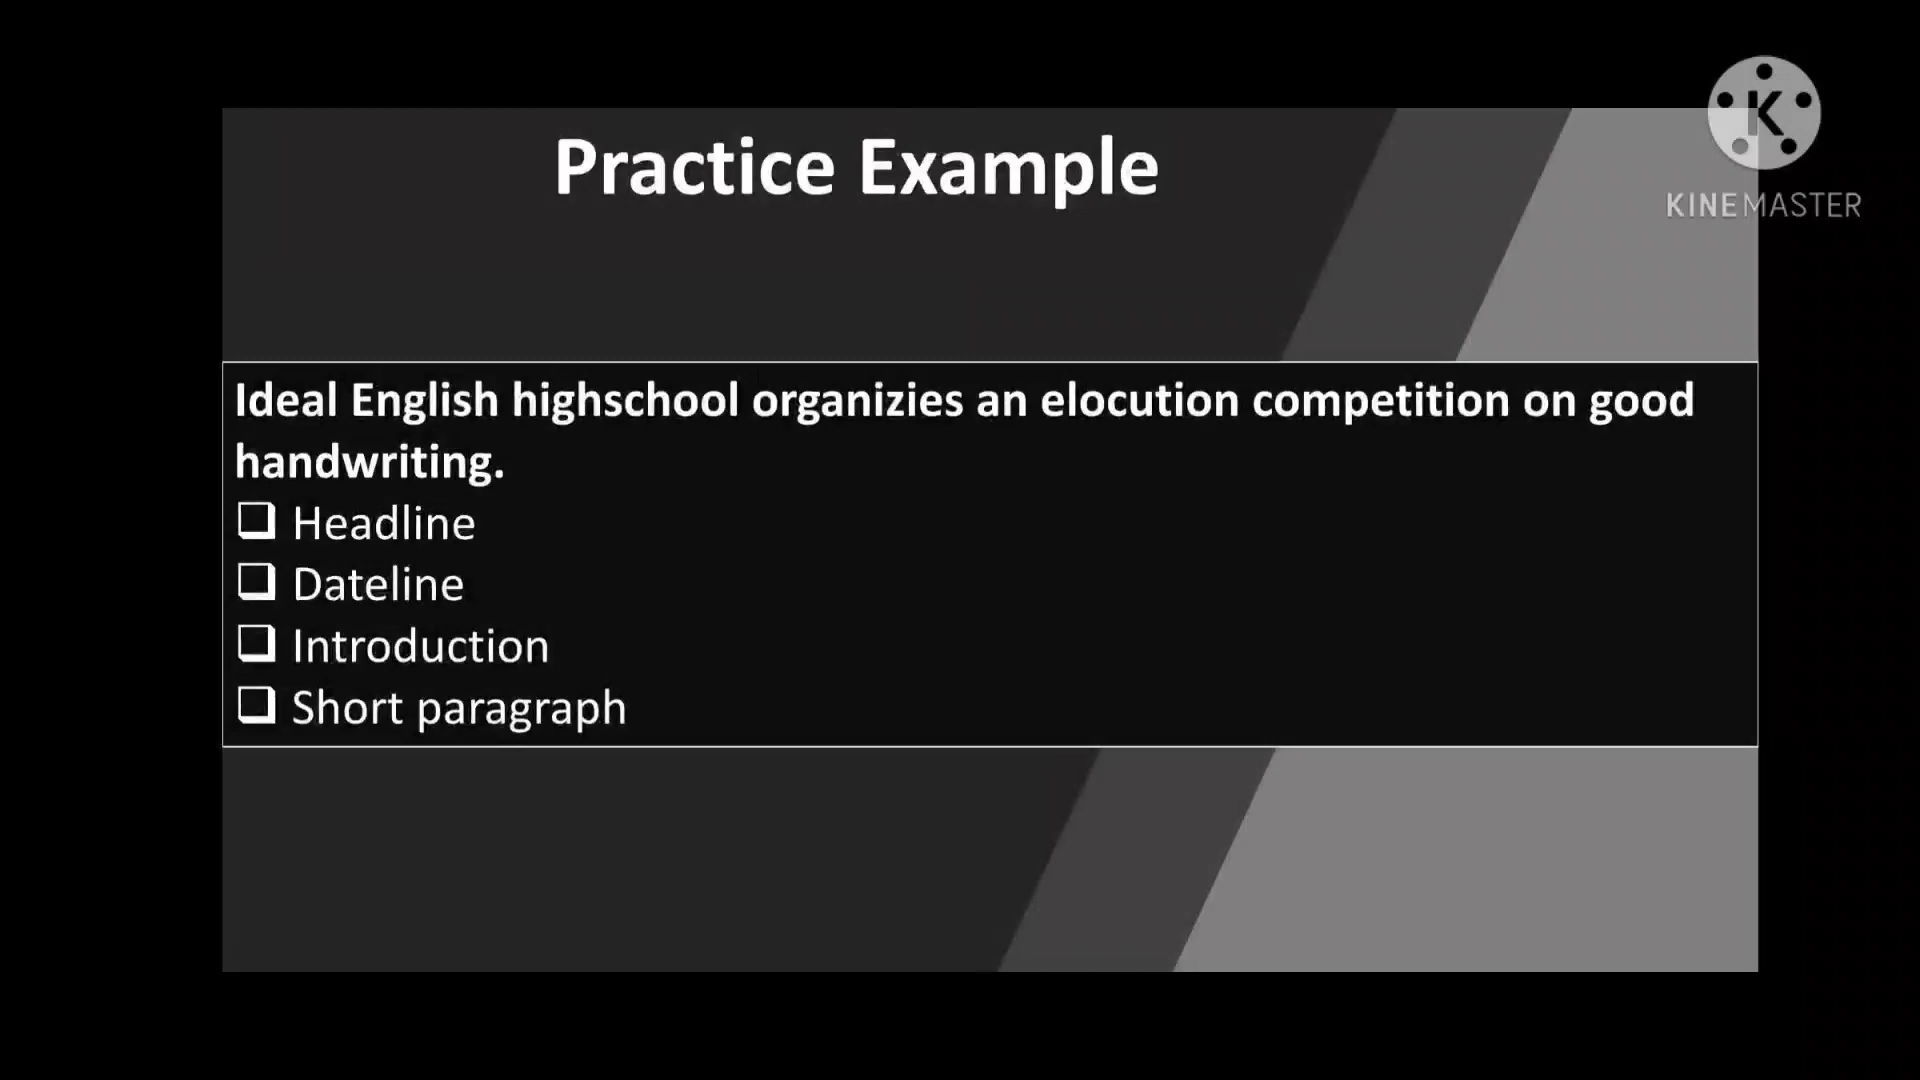 Practice Example
K
KINEMASTER
Ideal English highschool organizies an elocution competition on good
handwriting.
Headline
Dateline
Introduction
Short paragraph